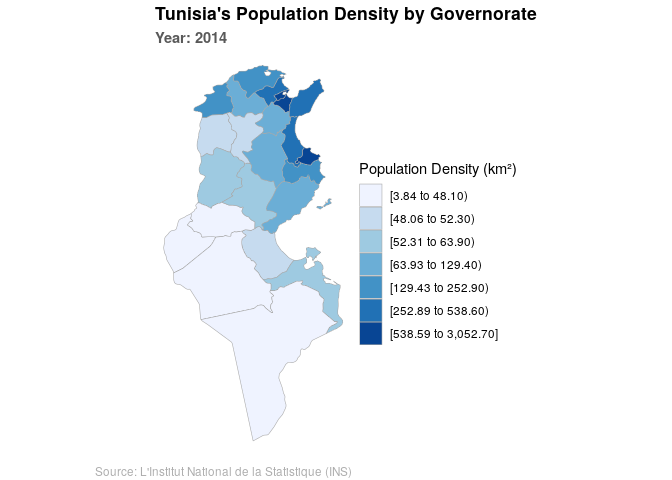 Tunisia's Population Density by Governorate
Year: 2014
Population Density (km²)
[3.84 to 48.10)
[48.06 to 52.30)
[52.31 to 63.90)
[63.93 to 129.40)
[129.43 to 252.90)
[252.89 to 538.60)
[538.59 to 3,052.70]
Source: L'Institut National de la Statistique (INS)